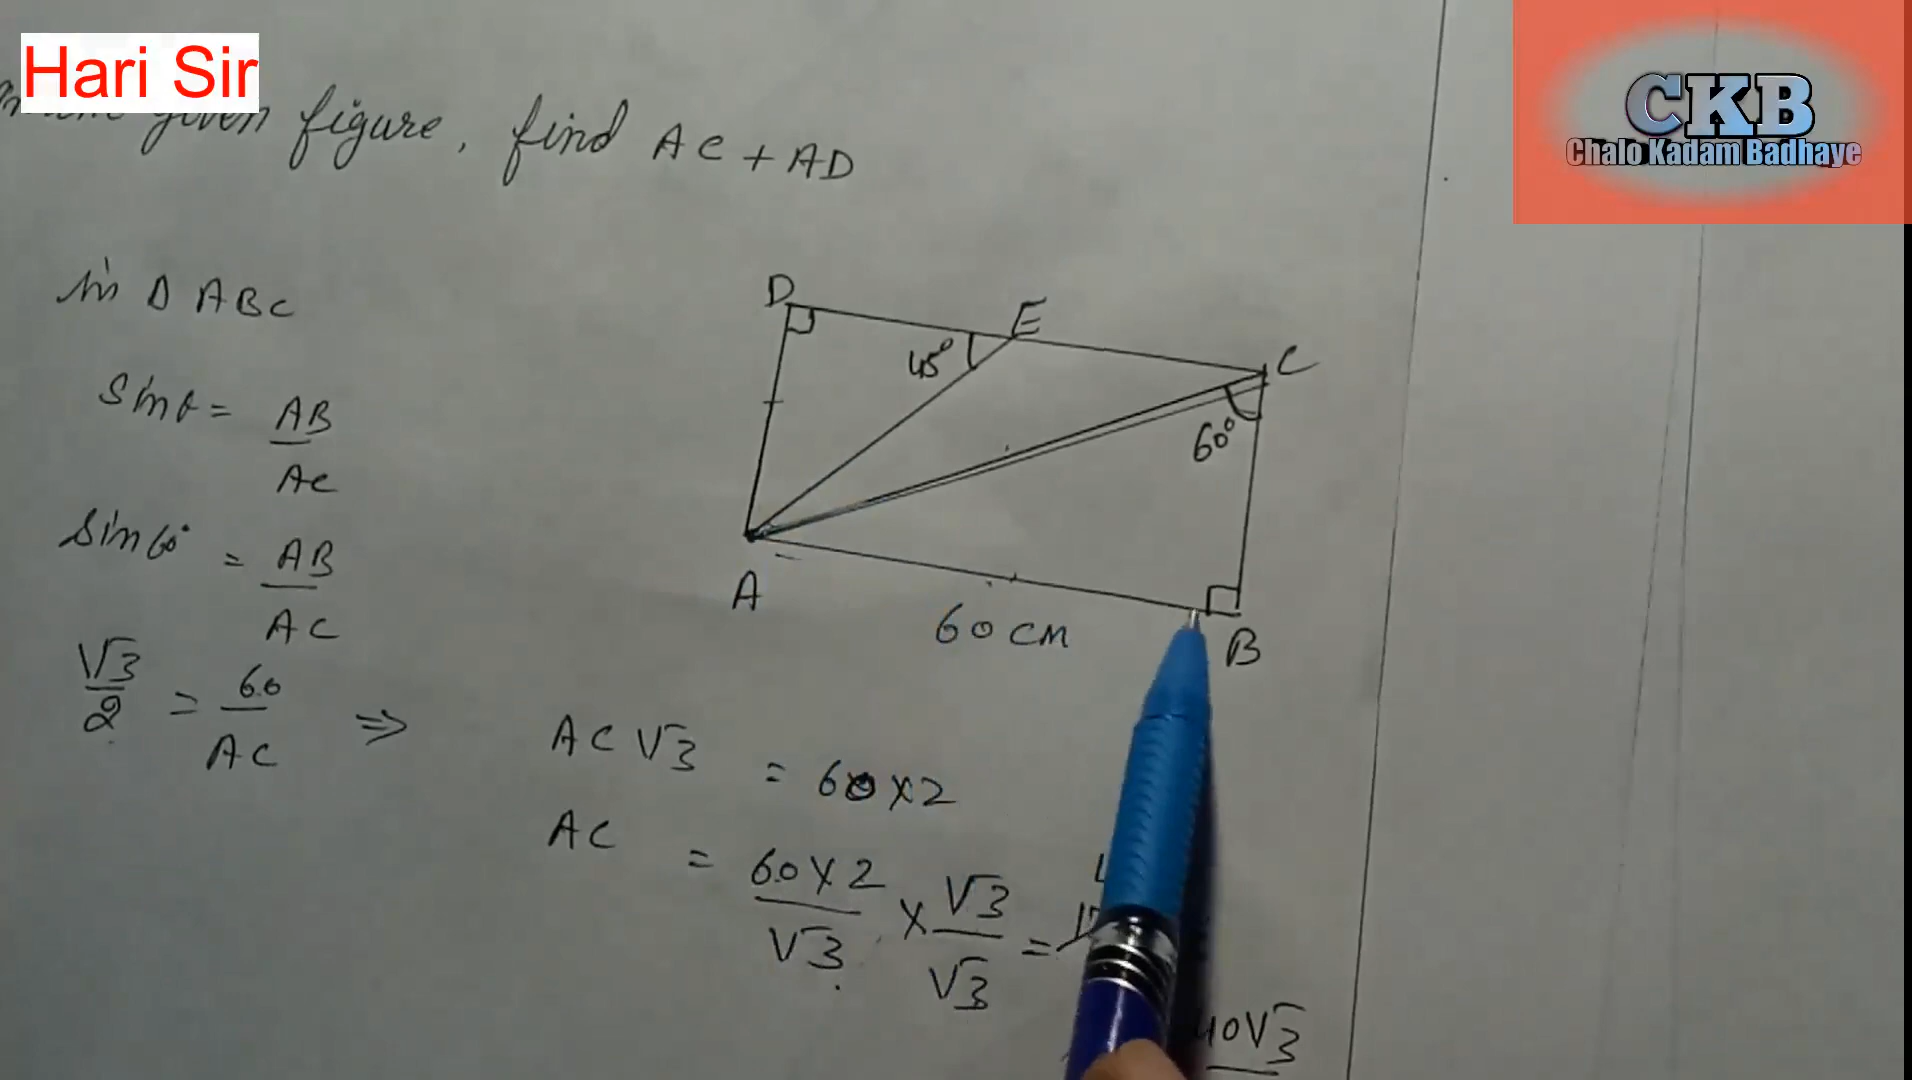 Hari Sir
CKB
Chalo Kadam Badhaye
given figure, find AC + AD
In Δ ABC
Sinθ = AB
AC
Sin60° = AB
AC
√3 = 60
2 AC
⇒
AC√3 = 60 × 2
AC = 60 × 2 × √3 =
√3 √3
40√3
D
E
C
45°
60°
A
60 CM
B